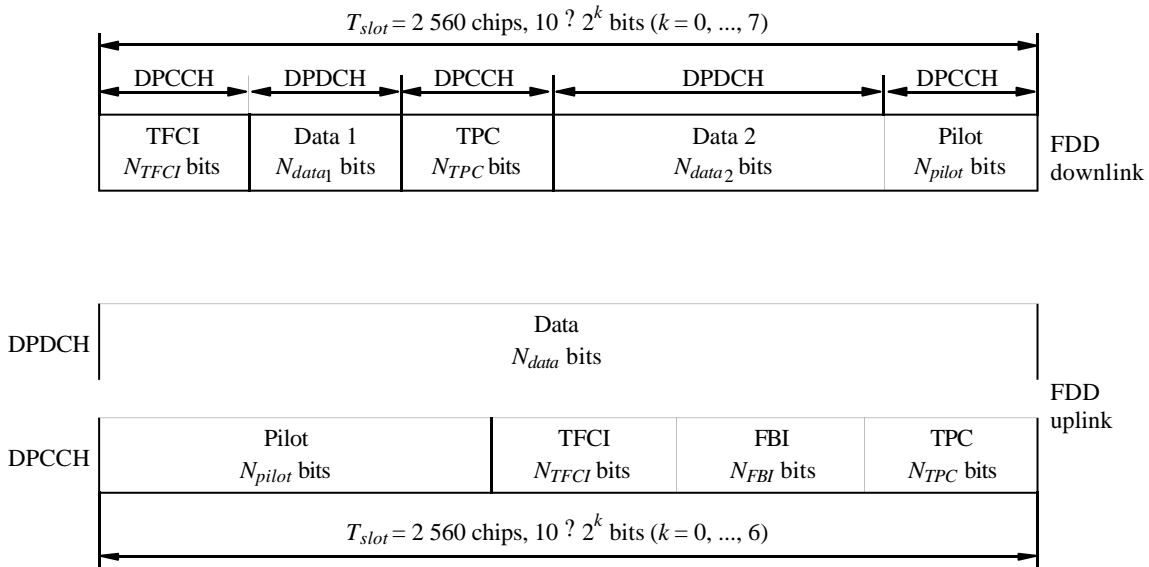 T_slot = 2 560 chips, 10 ? 2^k bits (k = 0, ..., 7)
DPCCH DPDCH DPCCH DPDCH DPCCH
TFCI Data 1 TPC Data 2 Pilot
N_TFCI bits N_data1 bits N_TPC bits N_data2 bits N_pilot bits
FDD
downlink
DPDCH
Data
N_data bits
FDD
uplink
DPCCH
Pilot TFCI FBI TPC
N_pilot bits N_TFCI bits N_FBI bits N_TPC bits
T_slot = 2 560 chips, 10 ? 2^k bits (k = 0, ..., 6)